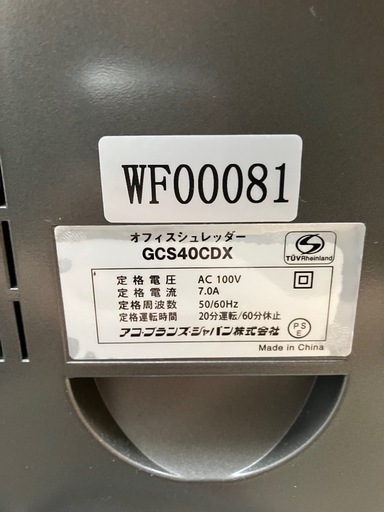 WF00081
オフィスシュレッダー
GCS40CDX
TÜVRheinland
定格電圧 AC 100V
定格電流 7.0A
定格周波数 50/60Hz
定格運転時間 20分運転/60分休止
アコ・ブランズ・ジャパン株式会社
PS
E
Made in China